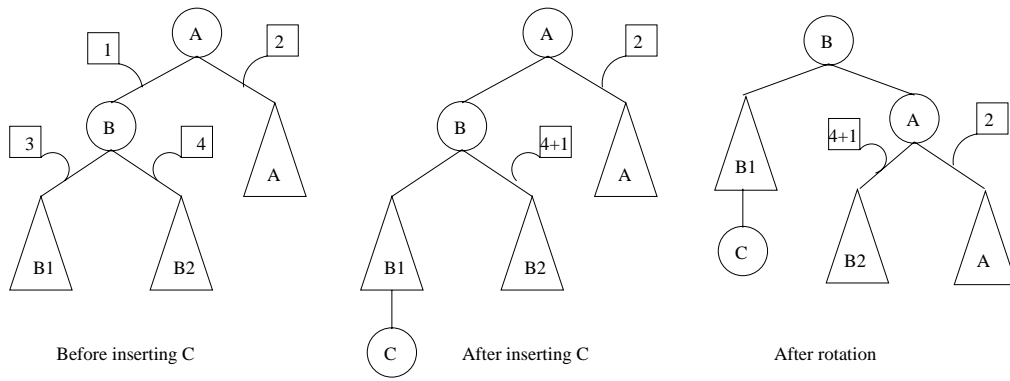 A
1
2
B
3
4
A
B1
B2
Before inserting C
A
2
B
4+1
A
B1
B2
C
After inserting C
B
A
4+1
2
B1
C
B2
A
After rotation